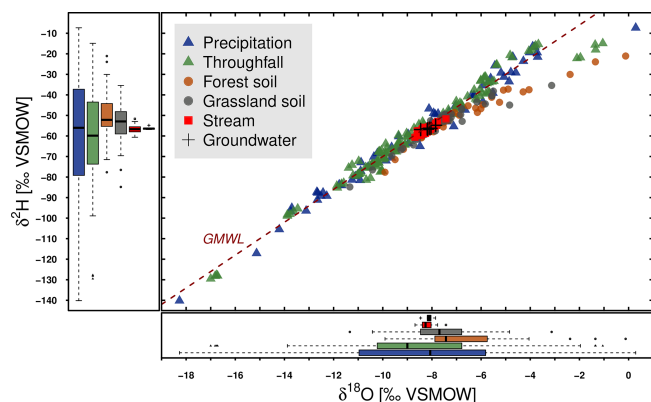 Precipitation
Throughfall
Forest soil
Grassland soil
Stream
Groundwater
GMWL
δ²H [‰ VSMOW]
0
−10
−20
−30
−40
−50
−60
−70
−80
−90
−100
−110
−120
−130
−140
−18
−16
−14
−12
−10
−8
−6
−4
−2
0
δ¹⁸O [‰ VSMOW]